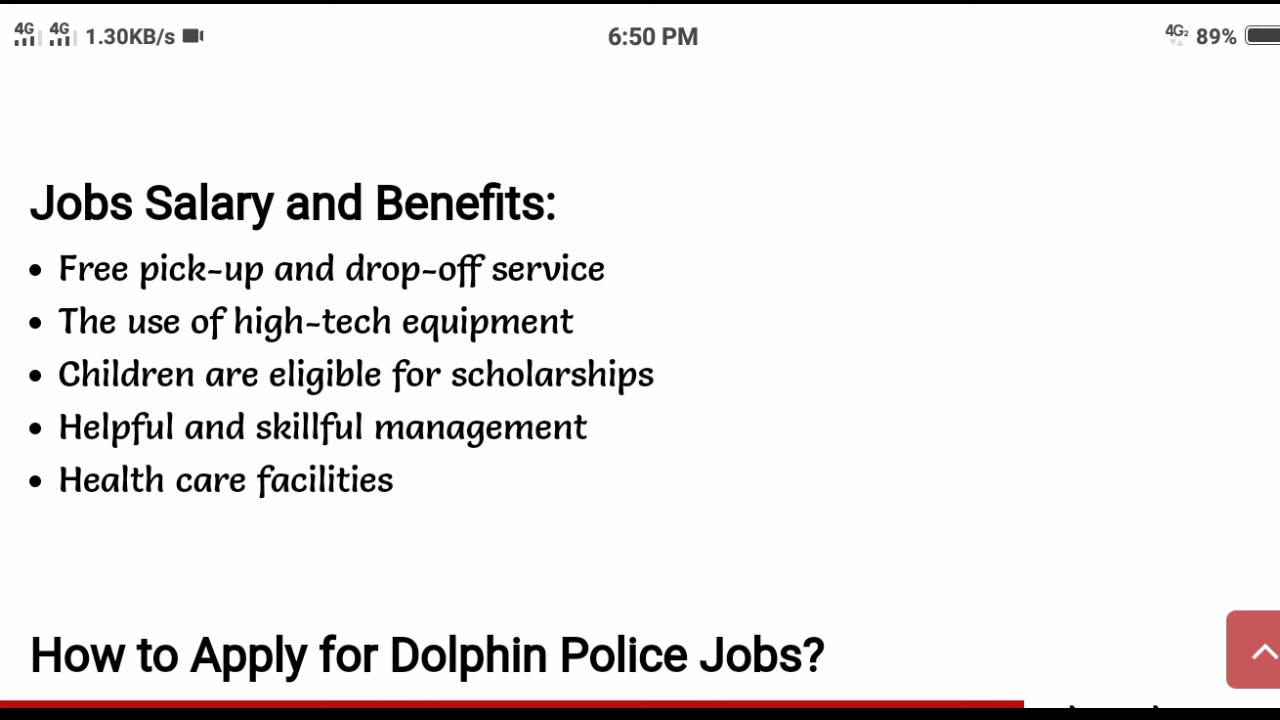 4G 4G 1.30KB/s 6:50 PM 4G2 89%
Jobs Salary and Benefits:
• Free pick-up and drop-off service
• The use of high-tech equipment
• Children are eligible for scholarships
• Helpful and skillful management
• Health care facilities
How to Apply for Dolphin Police Jobs?